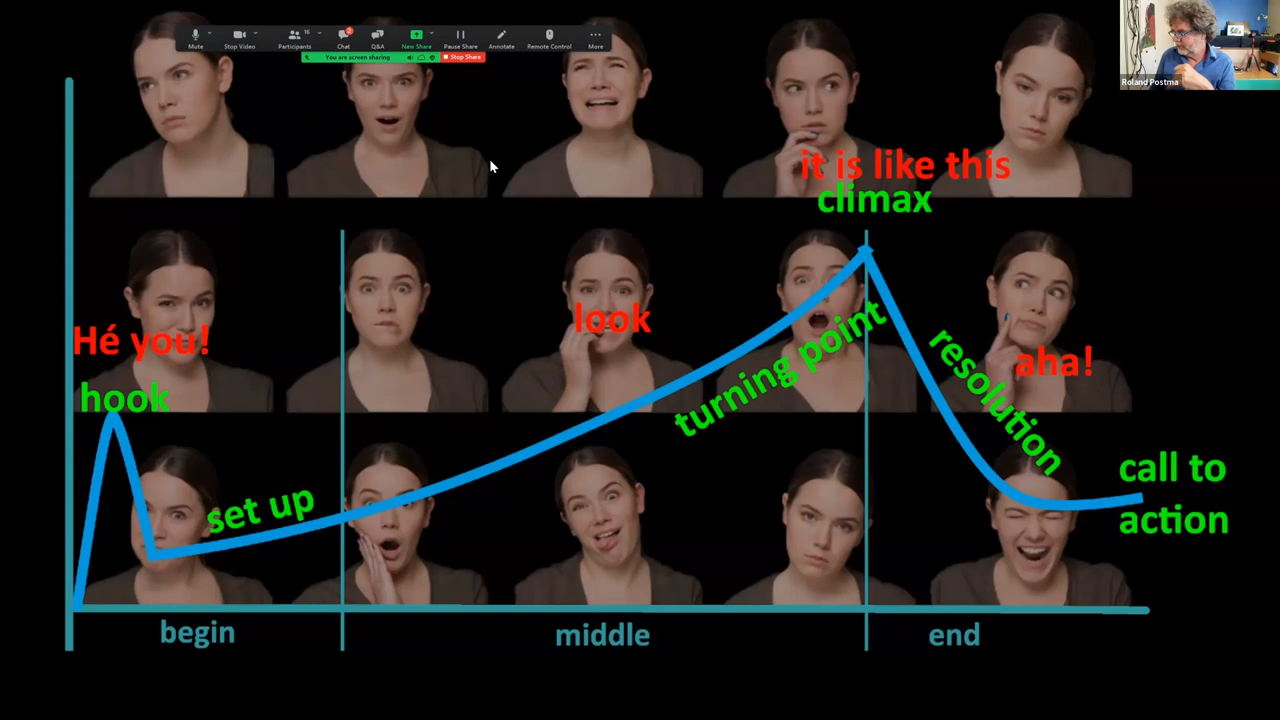 Mute
Stop Video
16
Participants
2
Chat
Q&A
New Share
Pause Share
Annotate
Remote Control
More
You are screen sharing
Stop Share
Roland Postma
it is like this
climax
Hé you!
hook
look
turning point
resolution
aha!
set up
call to
action
begin
middle
end